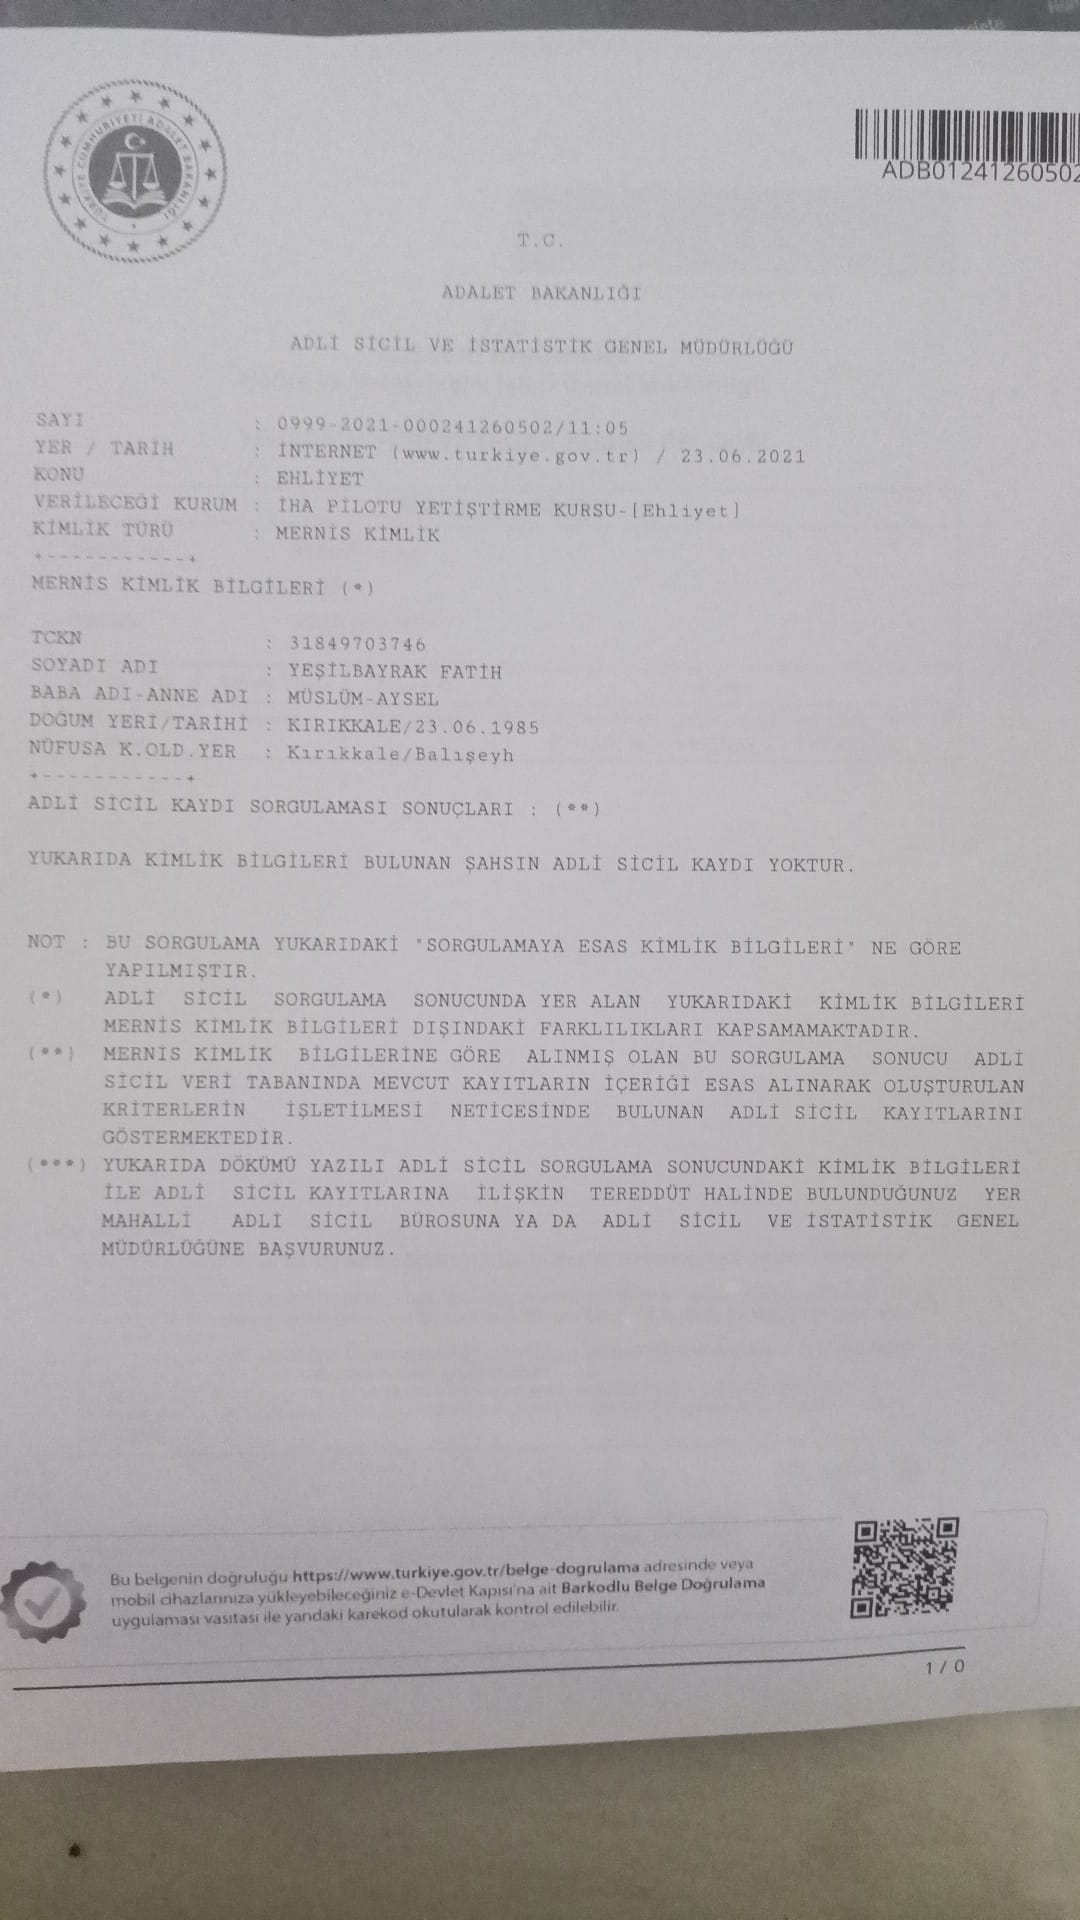 TÜRKİYE CUMHURİYETİ ADALET BAKANLIĞI
ADB01241260502
T.C.
ADALET BAKANLIĞI
ADLİ SİCİL VE İSTATİSTİK GENEL MÜDÜRLÜĞÜ
SAYI : 0999-2021-000241260502/11:05
YER / TARİH : İNTERNET (www.turkiye.gov.tr) / 23.06.2021
KONU : EHLİYET
VERİLECEĞİ KURUM : İHA PİLOTU YETİŞTİRME KURSU-[Ehliyet]
KİMLİK TÜRÜ : MERNİS KİMLİK
+------------+
MERNİS KİMLİK BİLGİLERİ (*)
TCKN : 31849703746
SOYADI ADI : YEŞİLBAYRAK FATİH
BABA ADI-ANNE ADI : MÜSLÜM-AYSEL
DOĞUM YERİ/TARİHİ : KIRIKKALE/23.06.1985
NÜFUSA K.OLD.YER : Kırıkkale/Balışeyh
+------------+
ADLİ SİCİL KAYDI SORGULAMASI SONUÇLARI : (**)
YUKARIDA KİMLİK BİLGİLERİ BULUNAN ŞAHSIN ADLİ SİCİL KAYDI YOKTUR.
NOT : BU SORGULAMA YUKARIDAKİ "SORGULAMAYA ESAS KİMLİK BİLGİLERİ" NE GÖRE
YAPILMIŞTIR.
(*) ADLİ SİCİL SORGULAMA SONUCUNDA YER ALAN YUKARIDAKİ KİMLİK BİLGİLERİ
MERNİS KİMLİK BİLGİLERİ DIŞINDAKİ FARKLILIKLARI KAPSAMAMAKTADIR.
(**) MERNİS KİMLİK BİLGİLERİNE GÖRE ALINMIŞ OLAN BU SORGULAMA SONUCU ADLİ
SİCİL VERİ TABANINDA MEVCUT KAYITLARIN İÇERİĞİ ESAS ALINARAK OLUŞTURULAN
KRİTERLERİN İŞLETİLMESİ NETİCESİNDE BULUNAN ADLİ SİCİL KAYITLARINI
GÖSTERMEKTEDİR.
(***) YUKARIDA DÖKÜMÜ YAZILI ADLİ SİCİL SORGULAMA SONUCUNDAKİ KİMLİK BİLGİLERİ
İLE ADLİ SİCİL KAYITLARINA İLİŞKİN TEREDDÜT HALİNDE BULUNDUĞUNUZ YER
MAHALLİ ADLİ SİCİL BÜROSUNA YA DA ADLİ SİCİL VE İSTATİSTİK GENEL
MÜDÜRLÜĞÜNE BAŞVURUNUZ.
Bu belgenin doğruluğu https://www.turkiye.gov.tr/belge-dogrulama adresinde veya
mobil cihazlarınıza yükleyebileceğiniz e-Devlet Kapısı'na ait Barkodlu Belge Doğrulama
uygulaması vasıtası ile yandaki karekod okutularak kontrol edilebilir.
1 / 0